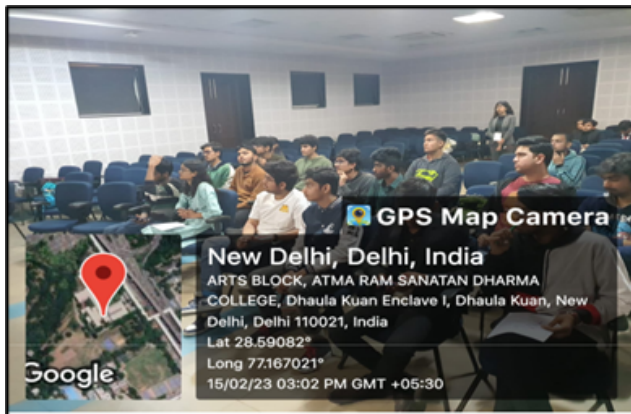 GPS Map Camera
New Delhi, Delhi, India
ARTS BLOCK, ATMA RAM SANATAN DHARMA
COLLEGE, Dhaula Kuan Enclave I, Dhaula Kuan, New
Delhi, Delhi 110021, India
Lat 28.59082°
Long 77.167021°
15/02/23 03:02 PM GMT +05:30
Google